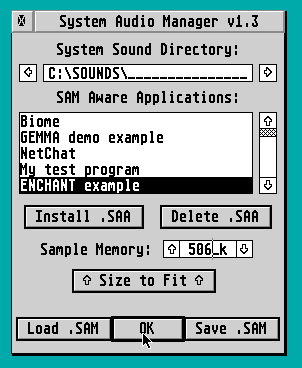 System Audio Manager v1.3
System Sound Directory:
C:\SOUNDS\_______________
SAM Aware Applications:
Biome
GEMMA demo example
NetChat
My test program
ENCHANT example
Install .SAA Delete .SAA
Sample Memory: 506_k
⇧ Size to Fit ⇧
Load .SAM OK Save .SAM